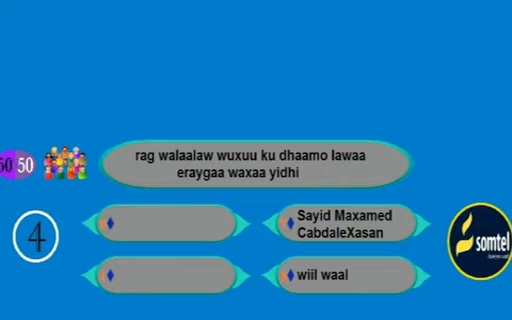 rag walaalaw wuxuu ku dhaamo lawaa
eraygaa waxaa yidhi
50 50
4
Sayid Maxamed
CabdaleXasan
wiil waal
somtel